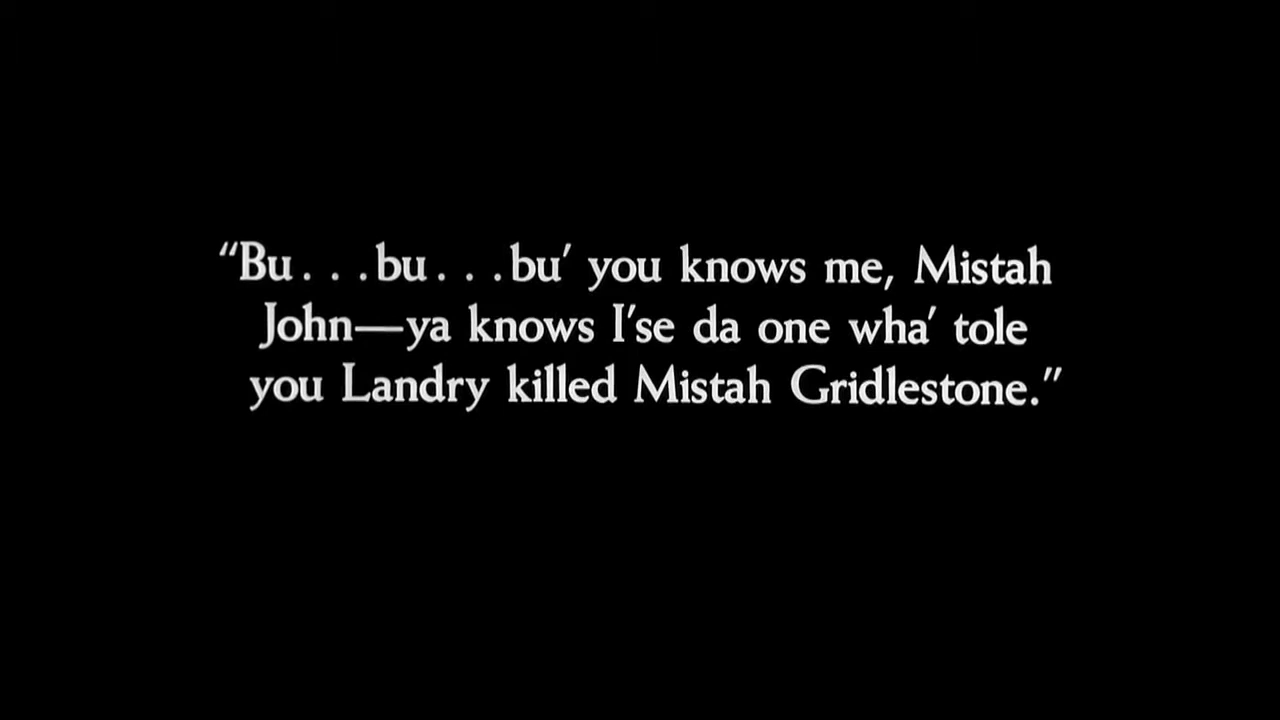 “Bu . . . bu . . . bu’ you knows me, Mistah
John—ya knows I’se da one wha’ tole
you Landry killed Mistah Gridlestone.”